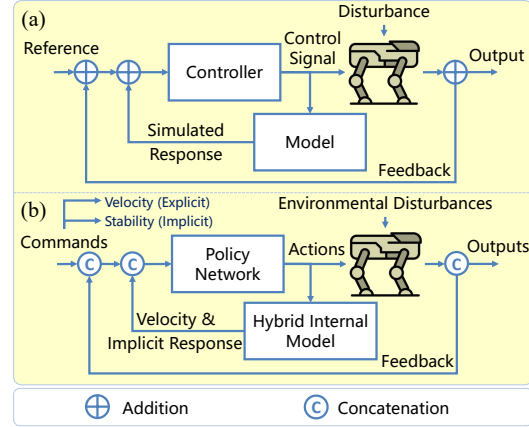 (a)
Disturbance
Reference
Control
Signal
Output
Controller
Simulated
Response
Model
Feedback
(b)
Velocity (Explicit)
Stability (Implicit)
Environmental Disturbances
Commands
Policy
Network
Actions
Outputs
C
C
C
Velocity &
Implicit Response
Hybrid Internal
Model
Feedback
Addition
C
Concatenation